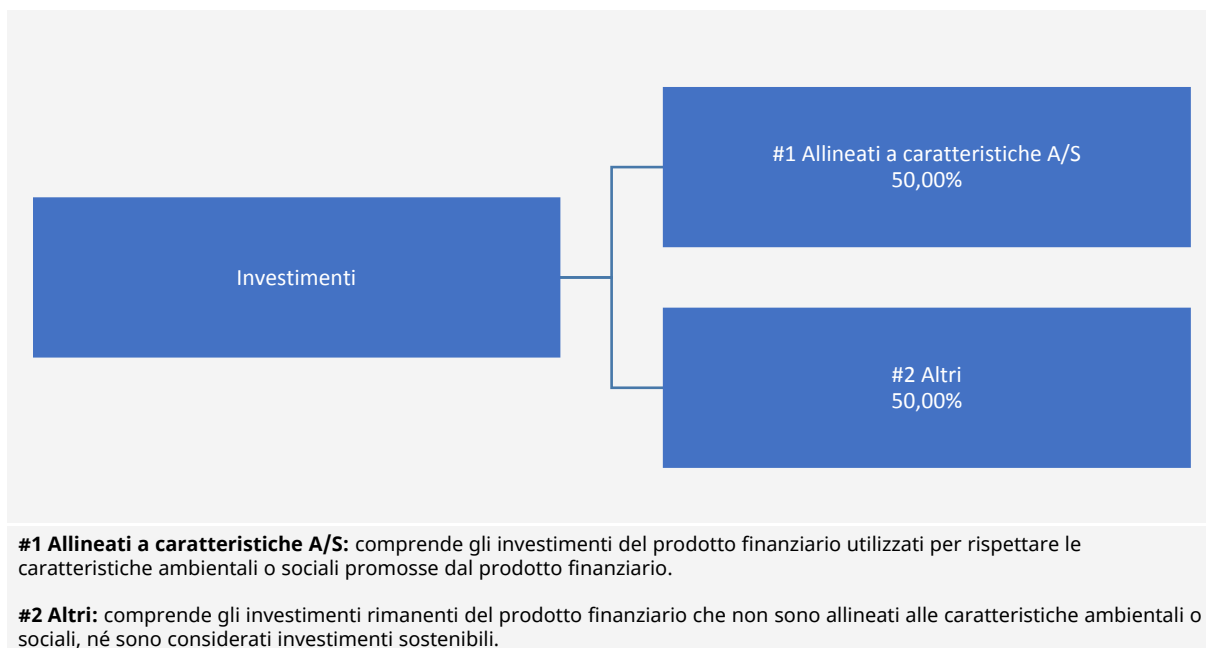 #1 Allineati a caratteristiche A/S
50,00%
Investimenti
#2 Altri
50,00%
#1 Allineati a caratteristiche A/S: comprende gli investimenti del prodotto finanziario utilizzati per rispettare le
caratteristiche ambientali o sociali promosse dal prodotto finanziario.
#2 Altri: comprende gli investimenti rimanenti del prodotto finanziario che non sono allineati alle caratteristiche ambientali o
sociali, né sono considerati investimenti sostenibili.